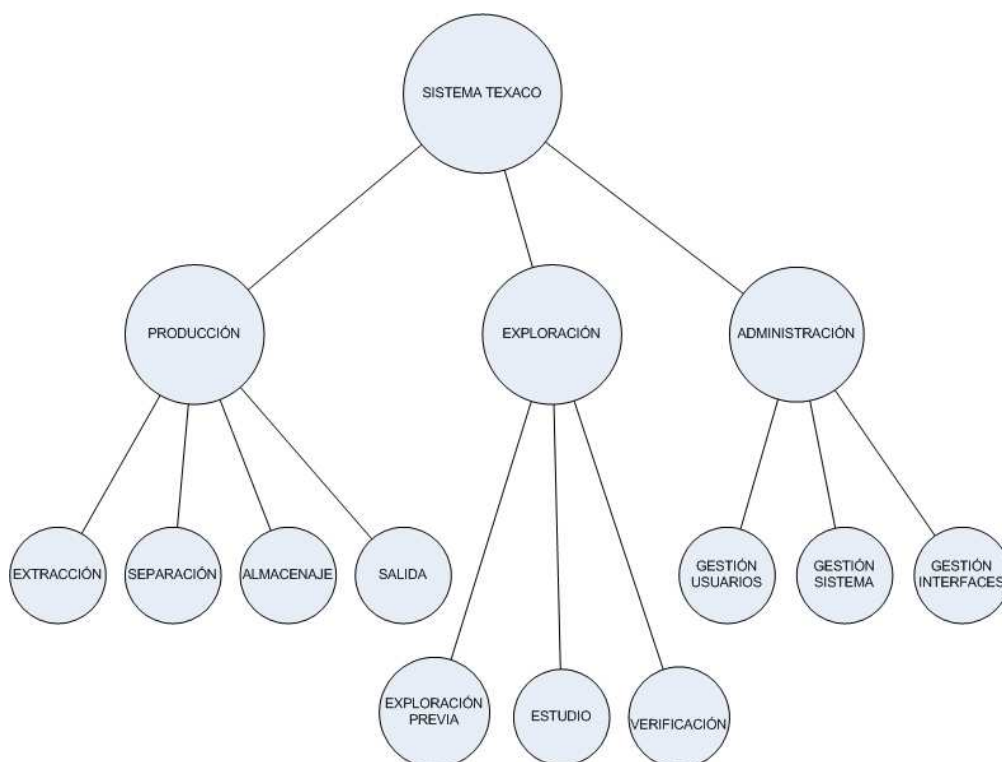 SISTEMA TEXACO
PRODUCCIÓN
EXPLORACIÓN
ADMINISTRACIÓN
EXTRACCIÓN
SEPARACIÓN
ALMACENAJE
SALIDA
GESTIÓN
USUARIOS
GESTIÓN
SISTEMA
GESTIÓN
INTERFACES
EXPLORACIÓN
PREVIA
ESTUDIO
VERIFICACIÓN